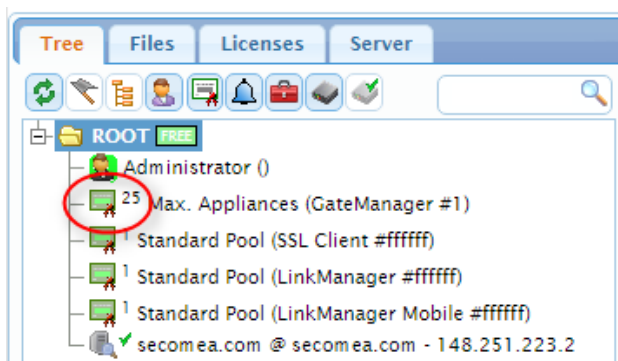 Tree Files Licenses Server
ROOT FREE
Administrator ()
25 Max. Appliances (GateManager #1)
1 Standard Pool (SSL Client #ffffff)
1 Standard Pool (LinkManager #ffffff)
1 Standard Pool (LinkManager Mobile #ffffff)
secomea.com @ secomea.com - 148.251.223.2